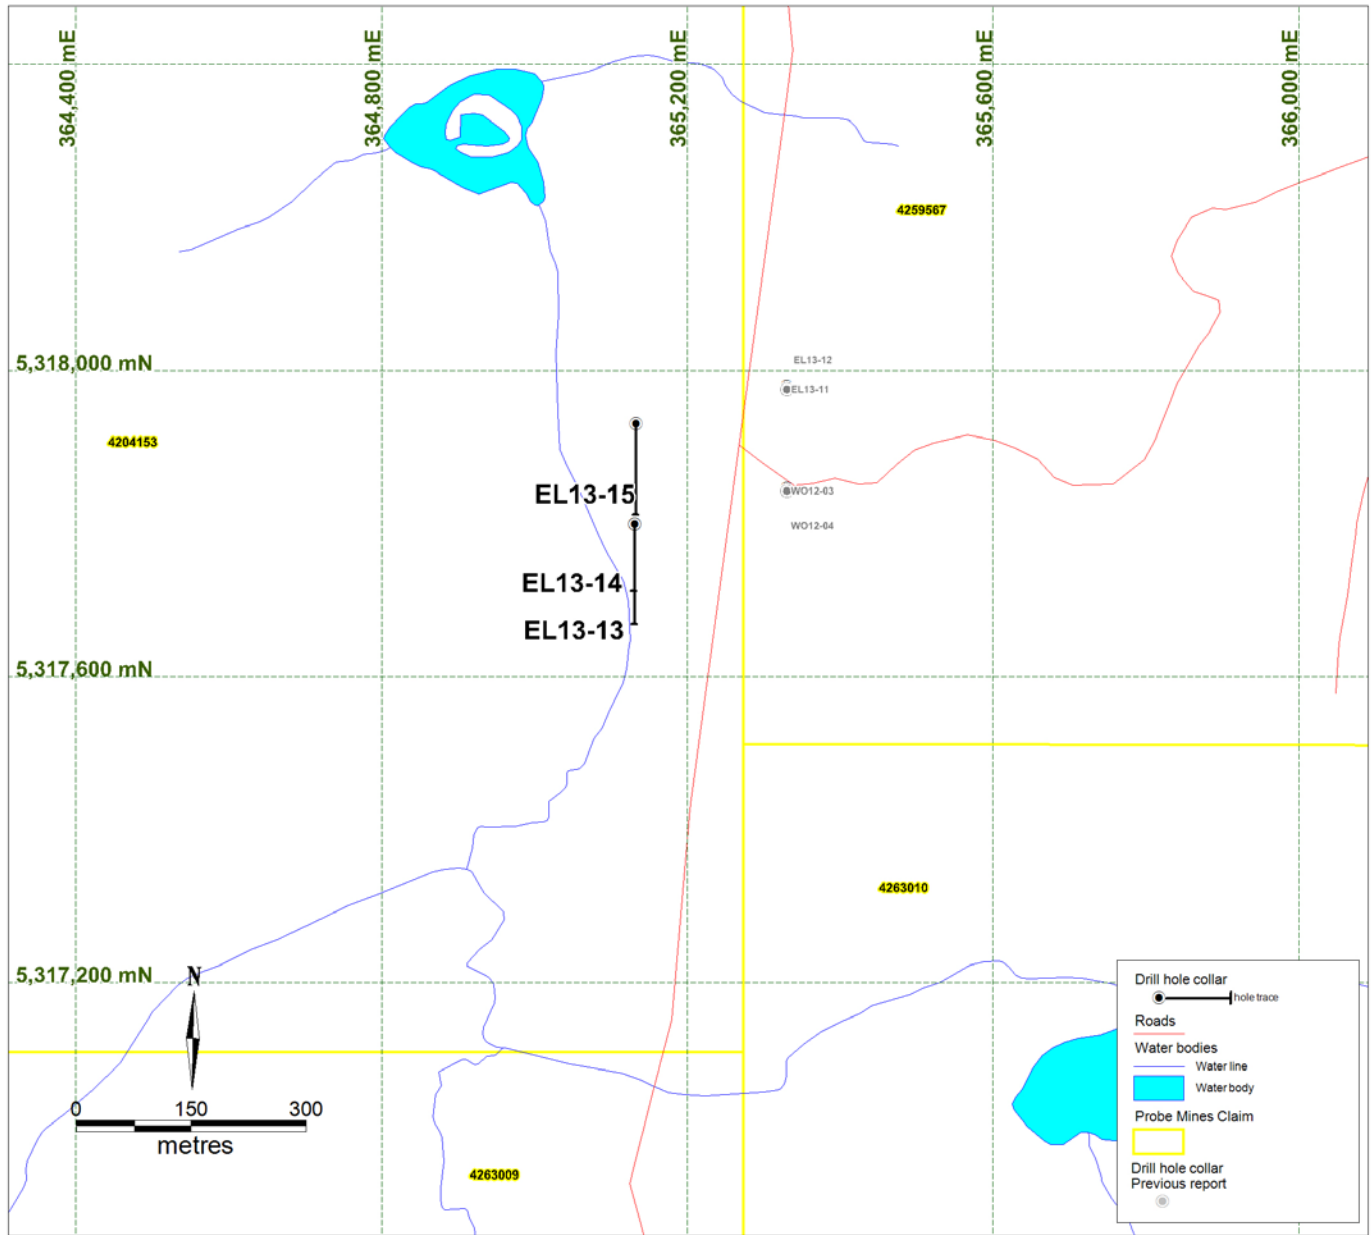 364,400 mE
364,800 mE
365,200 mE
365,600 mE
366,000 mE
4259567
5,318,000 mN
EL13-12
EL13-11
4204153
EL13-15
WO12-03
WO12-04
EL13-14
EL13-13
5,317,600 mN
4263010
5,317,200 mN
N
0 150 300
metres
4263009
Drill hole collar
hole trace
Roads
Water bodies
Water line
Water body
Probe Mines Claim
Drill hole collar
Previous report